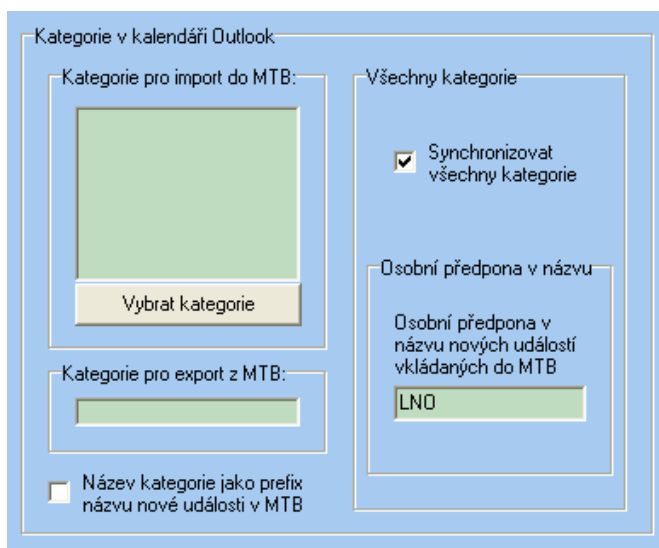 Kategorie v kalendáři Outlook
Kategorie pro import do MTB:
Vybrat kategorie
Kategorie pro export z MTB:
Název kategorie jako prefix
názvu nové události v MTB
Všechny kategorie
Synchronizovat
všechny kategorie
Osobní předpona v názvu
Osobní předpona v
názvu nových událostí
vkládaných do MTB
LNO